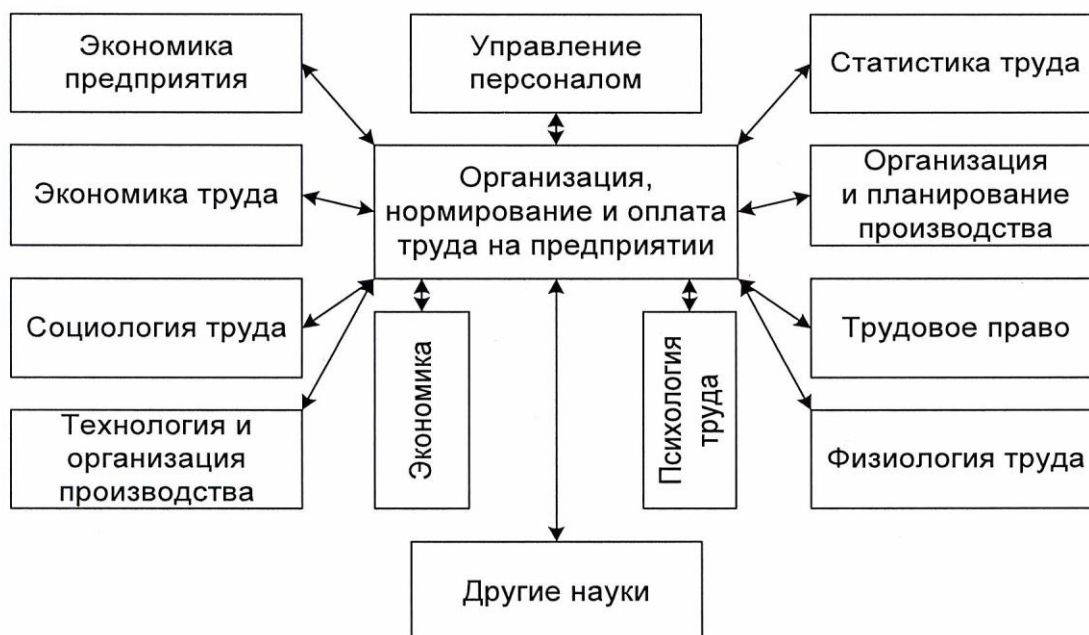 Экономика
предприятия
Управление
персоналом
Статистика труда
Экономика труда
Организация,
нормирование и оплата
труда на предприятии
Организация
и планирование
производства
Социология труда
Экономика
Психология
труда
Трудовое право
Технология и
организация
производства
Физиология труда
Другие науки